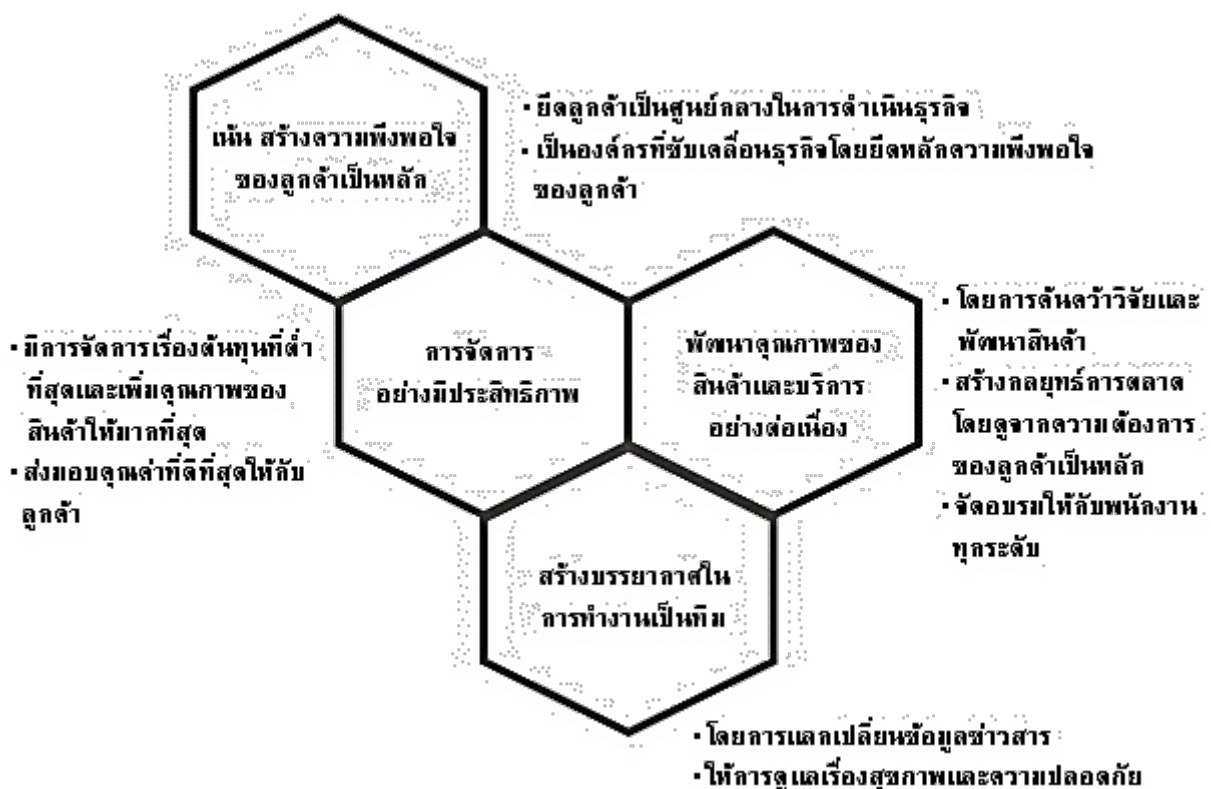 เน้น สร้างความพึงพอใจ
ของลูกค้าเป็นหลัก
• ยึดลูกค้าเป็นศูนย์กลางในการดำเนินธุรกิจ
• เป็นองค์กรที่ขับเคลื่อนธุรกิจโดยยึดหลักความพึงพอใจ
ของลูกค้า
• มีการจัดการเรื่องต้นทุนที่ต่ำ
ที่สุดและเพิ่มคุณภาพของ
สินค้าให้มากที่สุด
• ส่งมอบคุณค่าที่ดีที่สุดให้กับ
ลูกค้า
การจัดการ
อย่างมีประสิทธิภาพ
พัฒนาคุณภาพของ
สินค้าและบริการ
อย่างต่อเนื่อง
• โดยการค้นคว้าวิจัยและ
พัฒนาสินค้า
• สร้างกลยุทธ์การตลาด
โดยดูจากความต้องการ
ของลูกค้าเป็นหลัก
• จัดอบรมให้กับพนักงาน
ทุกระดับ
สร้างบรรยากาศใน
การทำงานเป็นทีม
• โดยการแลกเปลี่ยนข้อมูลข่าวสาร
• ให้การดูแลเรื่องสุขภาพและความปลอดภัย